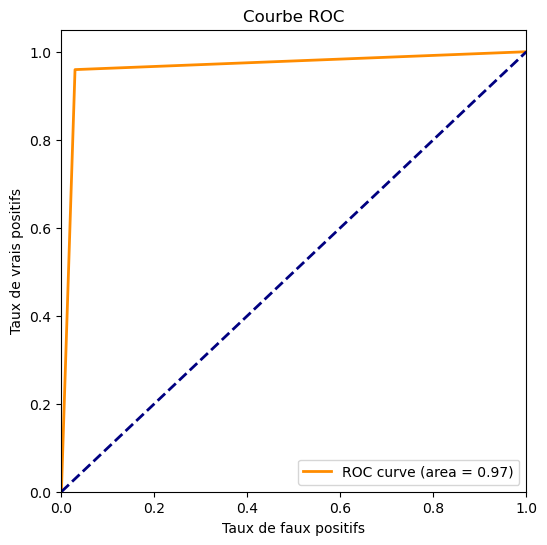 Courbe ROC
Taux de vrais positifs
1.0
0.8
0.6
0.4
0.2
0.0
ROC curve (area = 0.97)
0.0 0.2 0.4 0.6 0.8 1.0
Taux de faux positifs